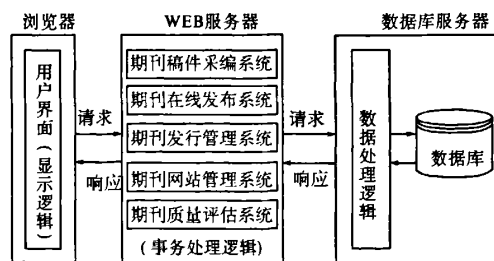 浏览器
WEB服务器
数据库服务器
用户界面(显示逻辑)
请求
响应
期刊稿件采编系统
期刊在线发布系统
期刊发行管理系统
期刊网站管理系统
期刊质量评估系统
(事务处理逻辑)
请求
响应
数据处理逻辑
数据库